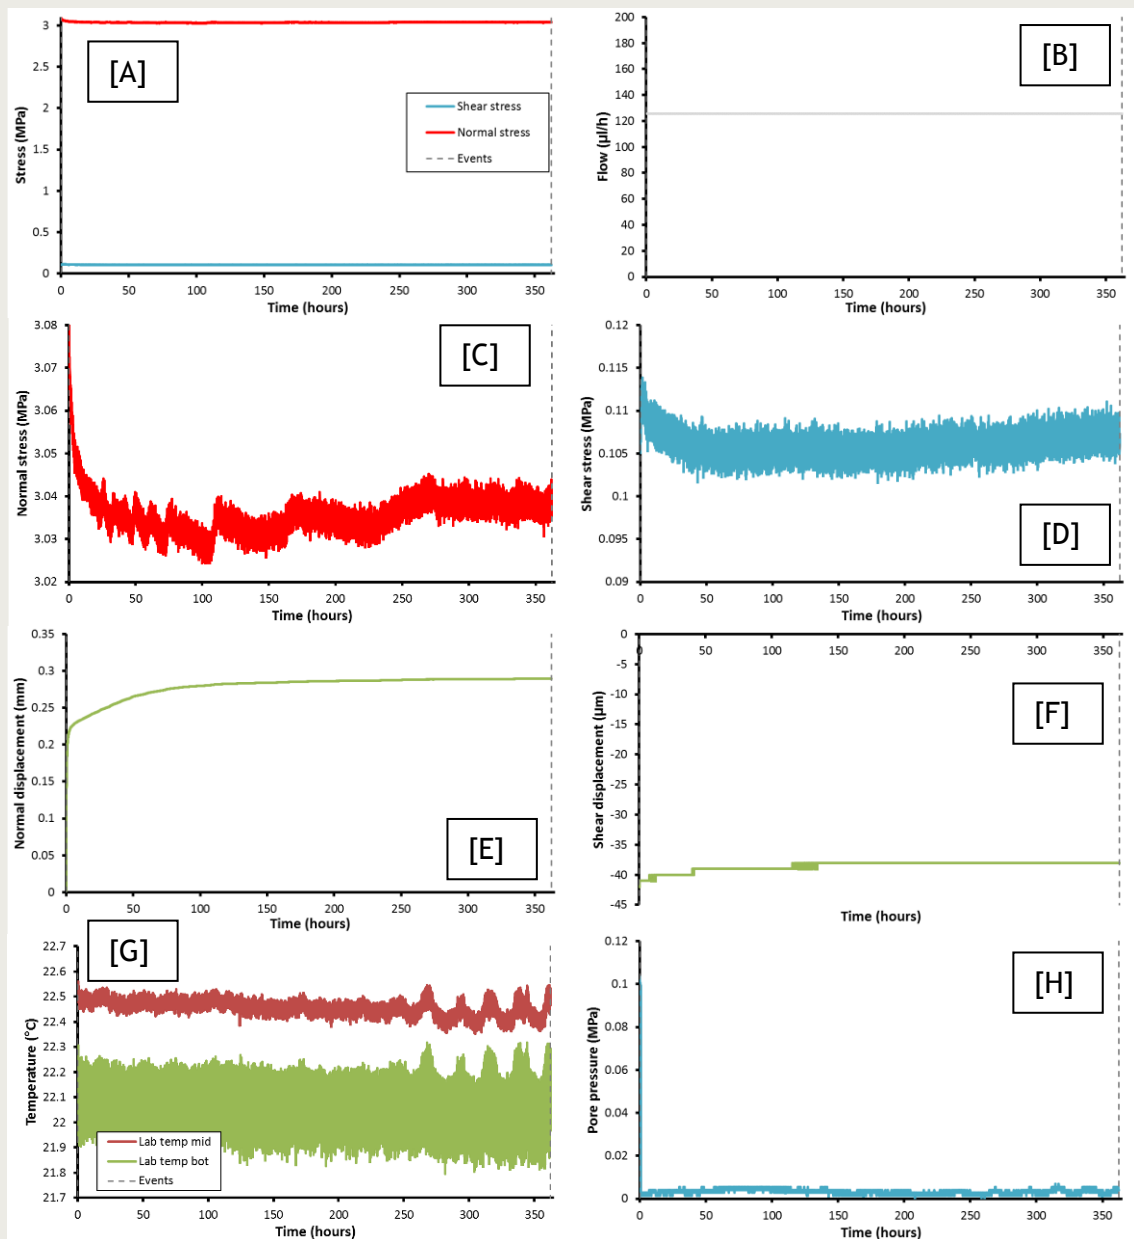 [A]
Stress (MPa)
3
2.5
2
1.5
1
0.5
0
Shear stress
Normal stress
Events
0 50 100 150 200 250 300 350
Time (hours)
[B]
Flow (µl/h)
200
180
160
140
120
100
80
60
40
20
0
0 50 100 150 200 250 300 350
Time (hours)
[C]
Normal stress (MPa)
3.08
3.07
3.06
3.05
3.04
3.03
3.02
0 50 100 150 200 250 300 350
Time (hours)
[D]
Shear stress (MPa)
0.12
0.115
0.11
0.105
0.1
0.095
0.09
0 50 100 150 200 250 300 350
Time (hours)
[E]
Normal displacement (mm)
0.35
0.3
0.25
0.2
0.15
0.1
0.05
0
0 50 100 150 200 250 300 350
Time (hours)
[F]
Shear displacement (µm)
0
-5
-10
-15
-20
-25
-30
-35
-40
-45
0 50 100 150 200 250 300 350
Time (hours)
[G]
Temperature (°C)
22.7
22.6
22.5
22.4
22.3
22.2
22.1
22
21.9
21.8
21.7
Lab temp mid
Lab temp bot
Events
0 50 100 150 200 250 300 350
Time (hours)
[H]
Pore pressure (MPa)
0.12
0.1
0.08
0.06
0.04
0.02
0
0 50 100 150 200 250 300 350
Time (hours)